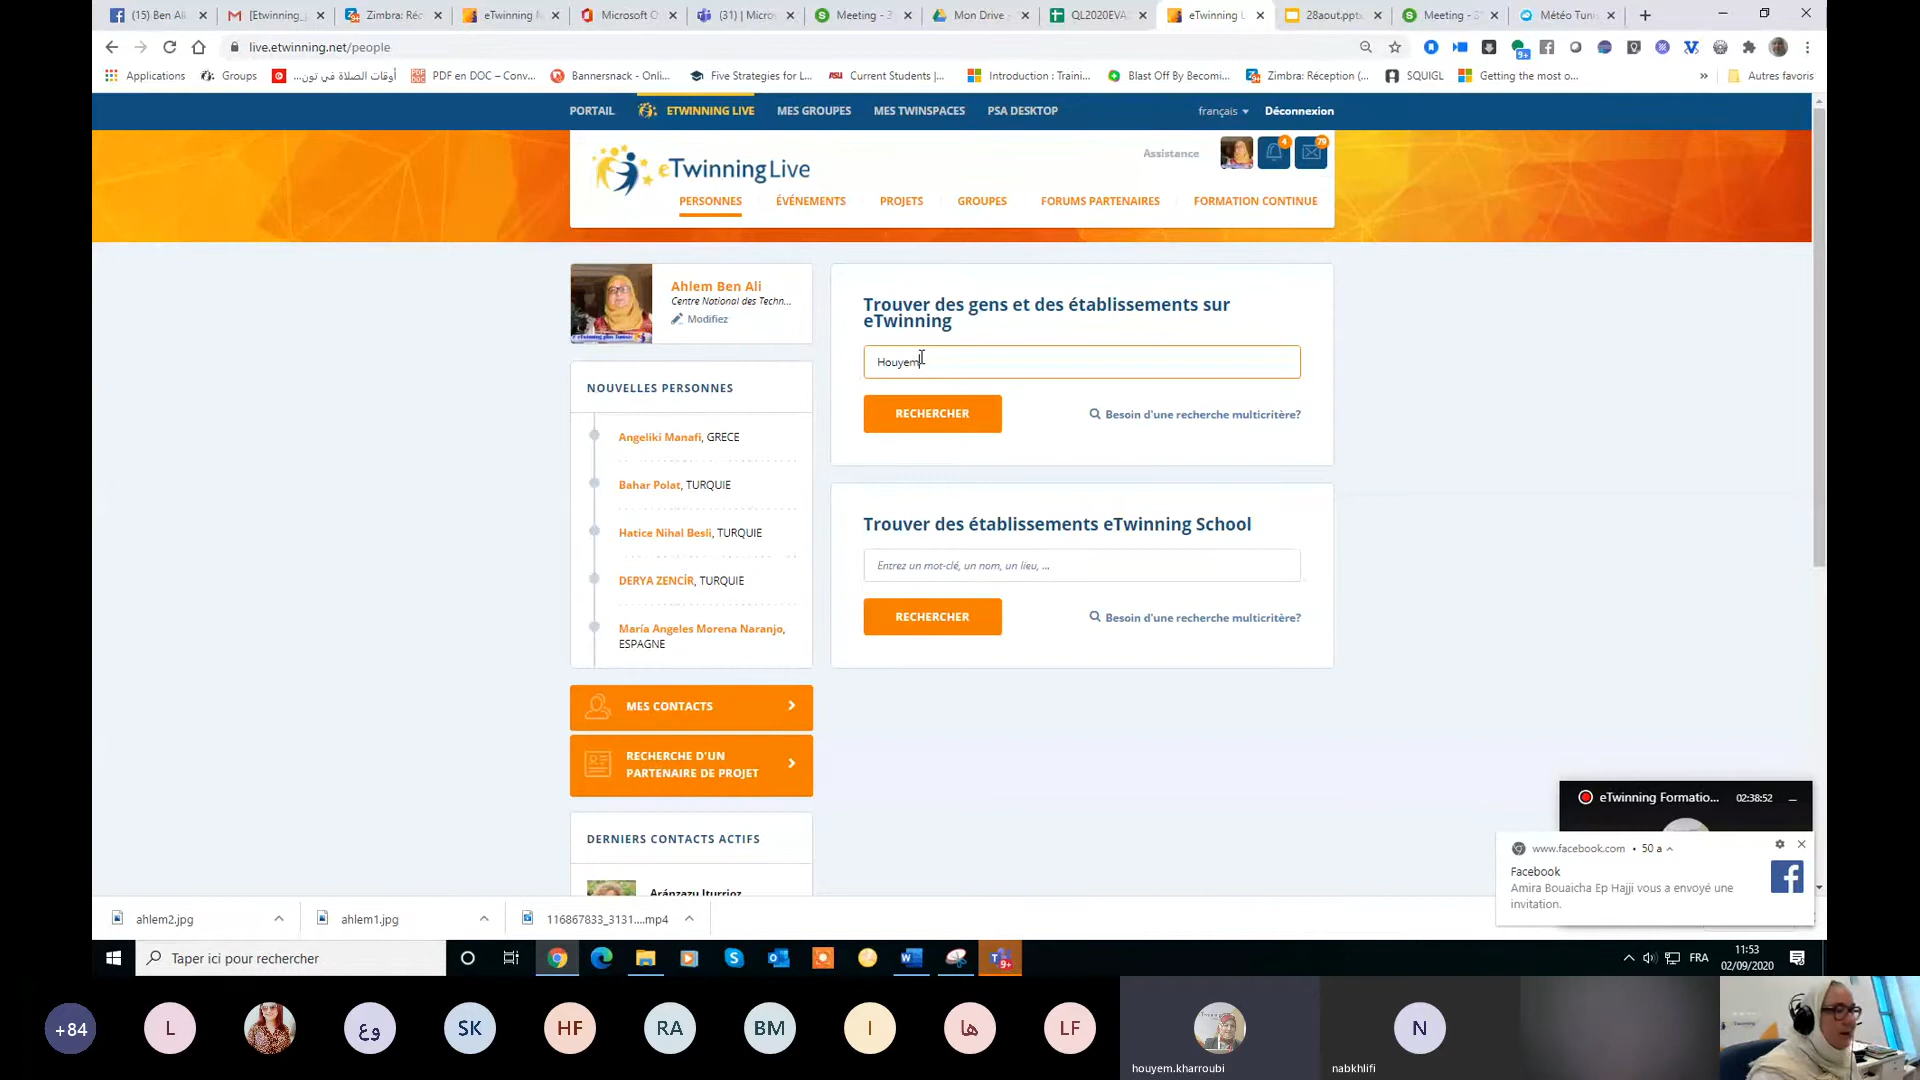 (15) Ben Ali
[Etwinning_
Zimbra: Réc
eTwinning
Microsoft O
(31) | Micros
Meeting - 3
Mon Drive
QL2020EVA
eTwinning L
28aout.pptx
Meeting - 3
Météo Tuni
live.etwinning.net/people
Applications
Groups
أوقات الصلاة في تون...
PDF en DOC – Conv...
Bannersnack - Onli...
Five Strategies for L...
Current Students |...
Introduction : Traini...
Blast Off By Becomi...
Zimbra: Réception (...
SQUIGL
Getting the most o...
»
Autres favoris
PORTAIL
ETWINNING LIVE
MES GROUPES
MES TWINSPACES
PSA DESKTOP
français
Déconnexion
eTwinning Live
Assistance
4
79
PERSONNES
ÉVÉNEMENTS
PROJETS
GROUPES
FORUMS PARTENAIRES
FORMATION CONTINUE
Ahlem Ben Ali
Centre National des Techn...
Modifiez
NOUVELLES PERSONNES
Angeliki Manafi, GRECE
Bahar Polat, TURQUIE
Hatice Nihal Besli, TURQUIE
DERYA ZENCİR, TURQUIE
María Angeles Morena Naranjo,
ESPAGNE
MES CONTACTS
RECHERCHE D'UN
PARTENAIRE DE PROJET
DERNIERS CONTACTS ACTIFS
Aránzazu Iturrioz
Trouver des gens et des établissements sur
eTwinning
Houyem
RECHERCHER
Besoin d'une recherche multicritère?
Trouver des établissements eTwinning School
Entrez un mot-clé, un nom, un lieu, ...
RECHERCHER
Besoin d'une recherche multicritère?
eTwinning Formatio...
02:38:52
www.facebook.com • 50 a
Facebook
Amira Bouaicha Ep Hajji vous a envoyé une
invitation.
ahlem2.jpg
ahlem1.jpg
116867833_3131....mp4
Taper ici pour rechercher
9+
FRA
11:53
02/09/2020
+84
L
وع
SK
HF
RA
BM
I
ها
LF
N
houyem.kharroubi
nabkhlifi